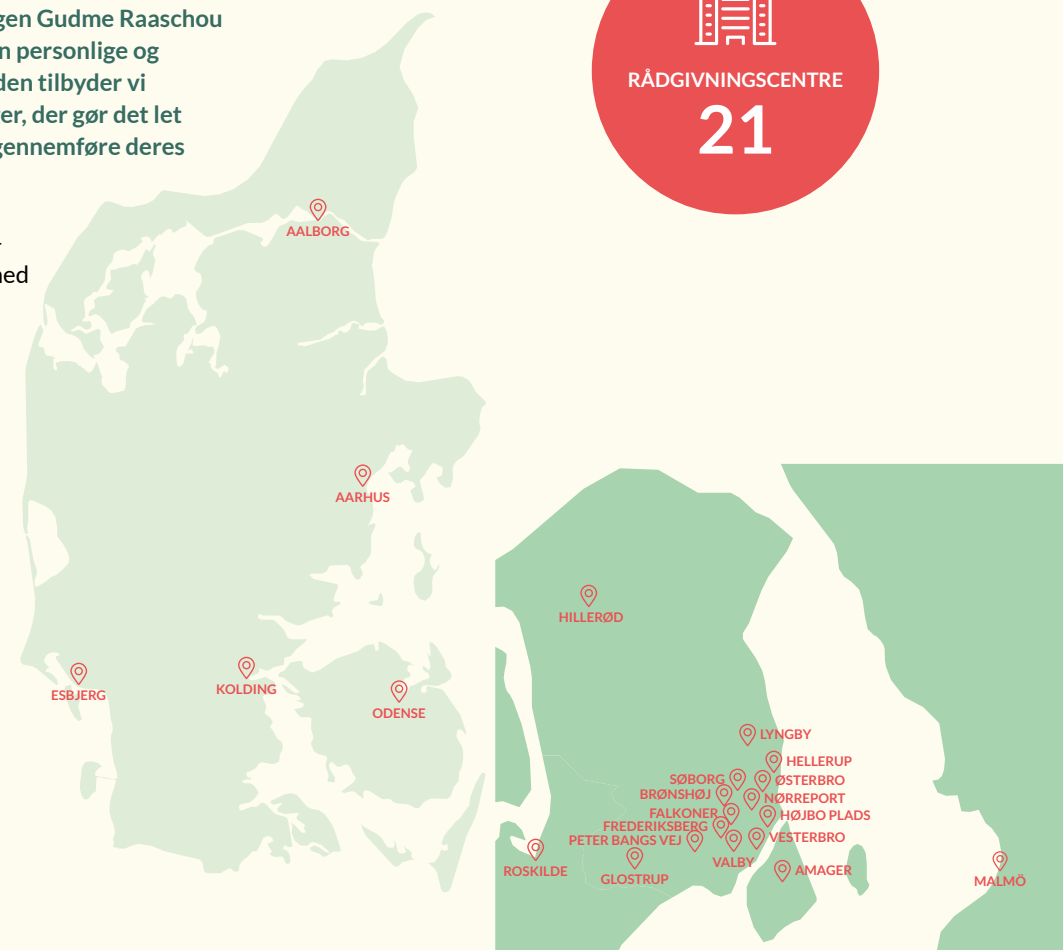 gen Gudme Raaschou
n personlige og
den tilbyder vi
er, der gør det let
gennemføre deres
ned
RÅDGIVNINGSCENTRE
21
AALBORG
AARHUS
ESBJERG
KOLDING
ODENSE
HILLERØD
LYNGBY
HELLERUP
SØBORG
ØSTERBRO
BRØNSHØJ
NØRREPORT
FALKONER
HØJBO PLADS
FREDERIKSBERG
PETER BANGS VEJ
VESTERBRO
VALBY
AMAGER
ROSKILDE
GLOSTRUP
MALMÖ